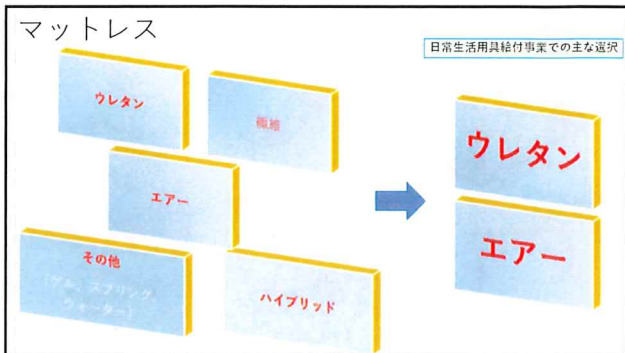 マットレス
日常生活用具給付事業での主な選択
ウレタン
繊維
エアー
その他
(ゲル、スプリング
ウォーター)
ハイブリッド
ウレタン
エアー